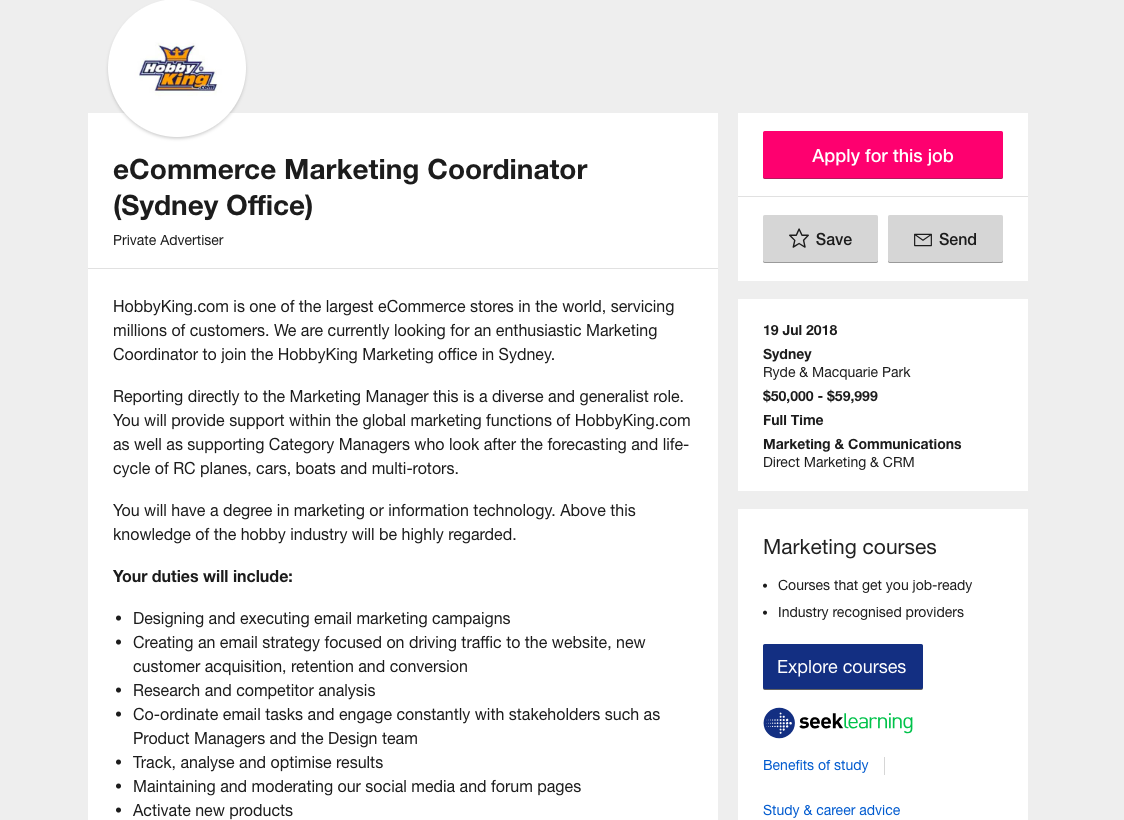 Hobby
King.com
eCommerce Marketing Coordinator
(Sydney Office)
Private Advertiser
HobbyKing.com is one of the largest eCommerce stores in the world, servicing
millions of customers. We are currently looking for an enthusiastic Marketing
Coordinator to join the HobbyKing Marketing office in Sydney.
Reporting directly to the Marketing Manager this is a diverse and generalist role.
You will provide support within the global marketing functions of HobbyKing.com
as well as supporting Category Managers who look after the forecasting and life-
cycle of RC planes, cars, boats and multi-rotors.
You will have a degree in marketing or information technology. Above this
knowledge of the hobby industry will be highly regarded.
Your duties will include:
• Designing and executing email marketing campaigns
• Creating an email strategy focused on driving traffic to the website, new
customer acquisition, retention and conversion
• Research and competitor analysis
• Co-ordinate email tasks and engage constantly with stakeholders such as
Product Managers and the Design team
• Track, analyse and optimise results
• Maintaining and moderating our social media and forum pages
• Activate new products
Apply for this job
Save
Send
19 Jul 2018
Sydney
Ryde & Macquarie Park
$50,000 - $59,999
Full Time
Marketing & Communications
Direct Marketing & CRM
Marketing courses
• Courses that get you job-ready
• Industry recognised providers
Explore courses
seeklearning
Benefits of study
Study & career advice